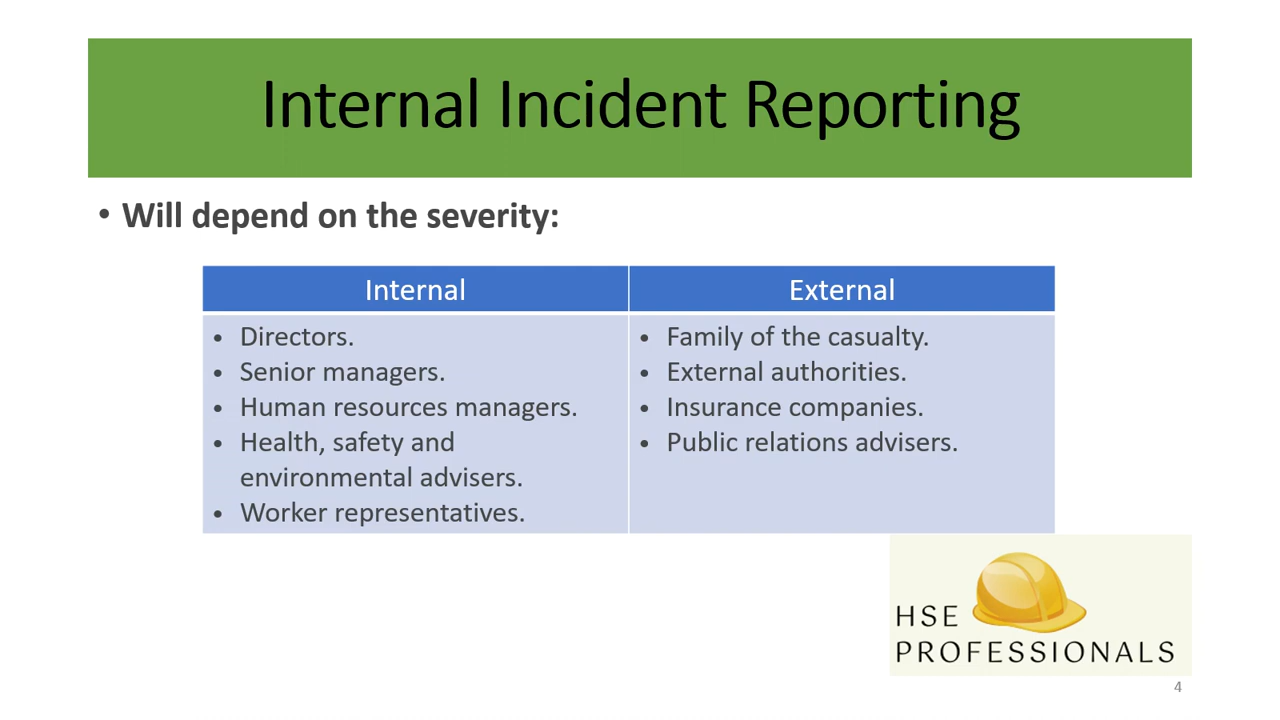 Internal Incident Reporting
• Will depend on the severity:
Internal
• Directors.
• Senior managers.
• Human resources managers.
• Health, safety and
environmental advisers.
• Worker representatives.
External
• Family of the casualty.
• External authorities.
• Insurance companies.
• Public relations advisers.
HSE
PROFESSIONALS
4